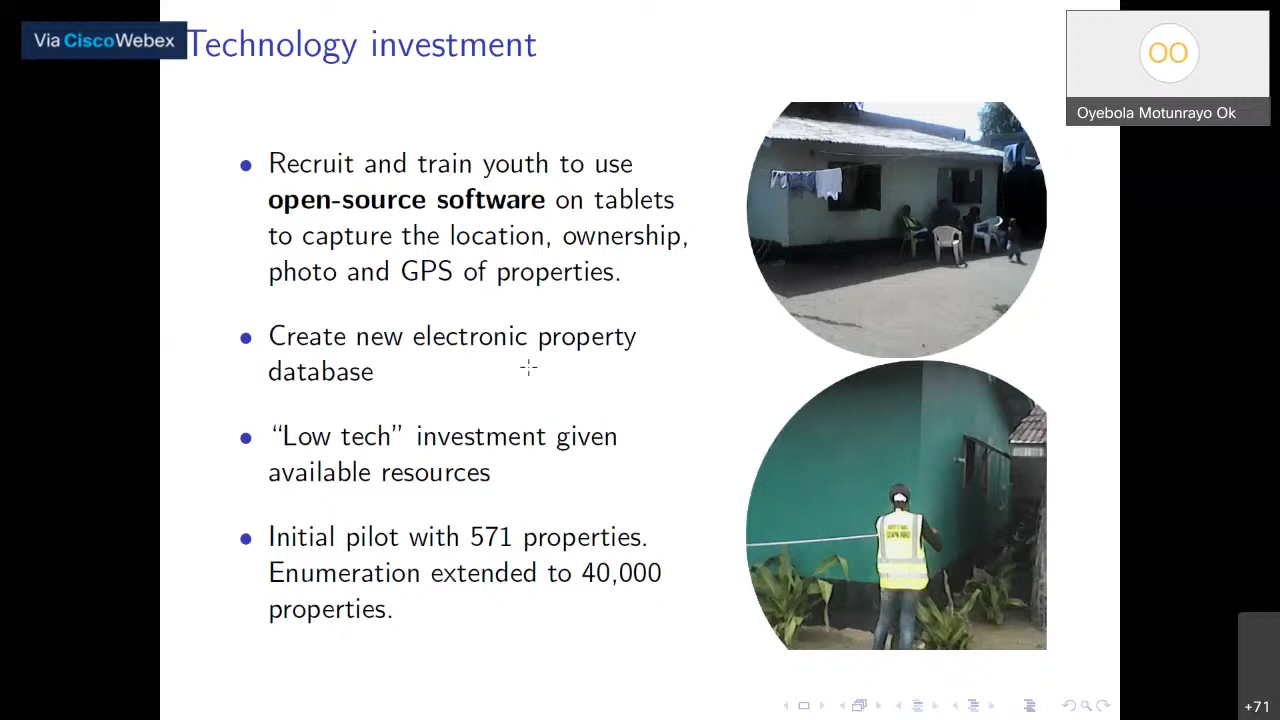 Via Cisco Webex
Technology investment
OO
Oyebola Motunrayo Ok
Recruit and train youth to use
open-source software on tablets
to capture the location, ownership,
photo and GPS of properties.
Create new electronic property
database
“Low tech” investment given
available resources
Initial pilot with 571 properties.
Enumeration extended to 40,000
properties.
+71